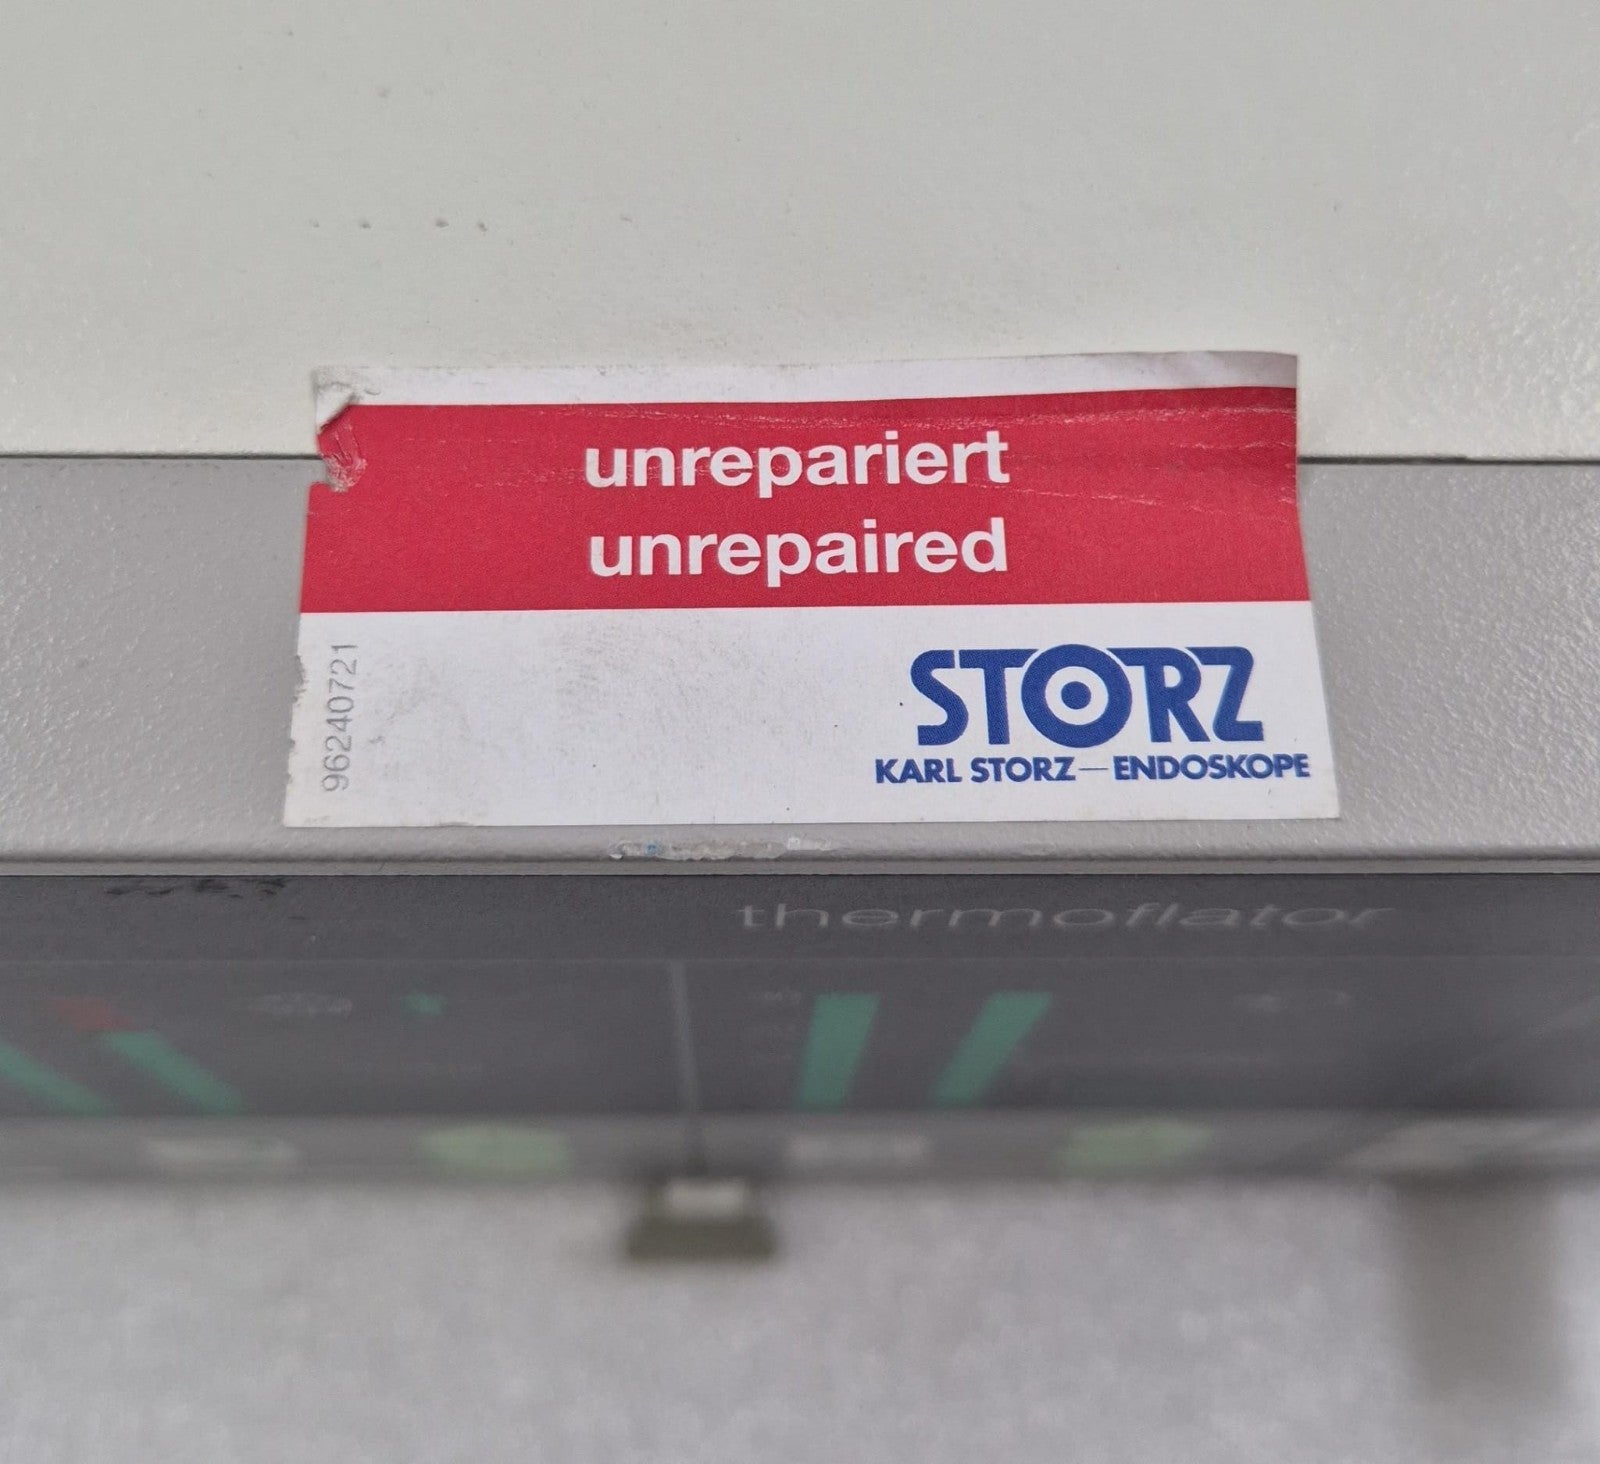 unrepariert
unrepaired
96240721
STORZ
KARL STORZ—ENDOSKOPE
thermoflator